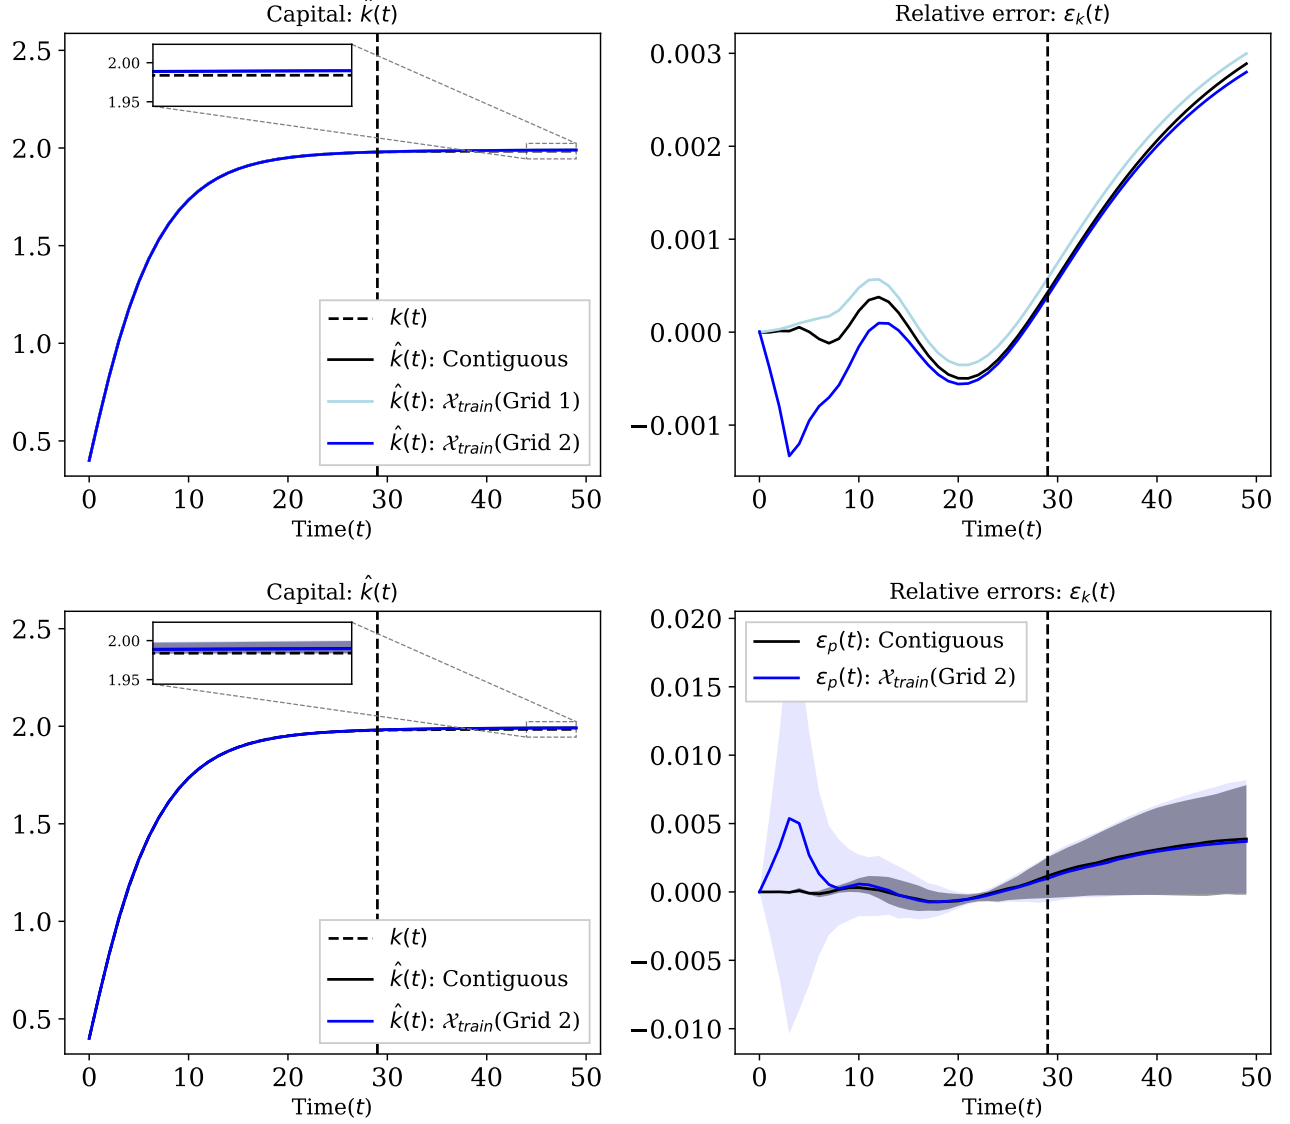 Capital: k̂(t)
2.5
2.0
1.5
1.0
0.5
2.00
1.95
k(t)
k̂(t): Contiguous
k̂(t): 𝒳train(Grid 1)
k̂(t): 𝒳train(Grid 2)
0 10 20 30 40 50
Time(t)
Relative error: εk(t)
0.003
0.002
0.001
0.000
−0.001
0 10 20 30 40 50
Time(t)
Capital: k̂(t)
2.5
2.0
1.5
1.0
0.5
2.00
1.95
k(t)
k̂(t): Contiguous
k̂(t): 𝒳train(Grid 2)
0 10 20 30 40 50
Time(t)
Relative errors: εk(t)
0.020
0.015
0.010
0.005
0.000
−0.005
−0.010
εp(t): Contiguous
εp(t): 𝒳train(Grid 2)
0 10 20 30 40 50
Time(t)